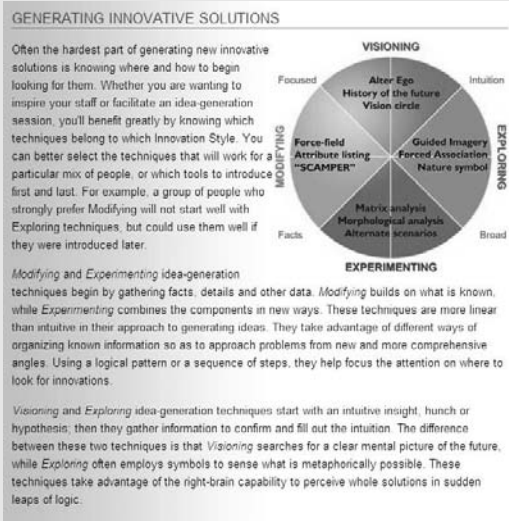 GENERATING INNOVATIVE SOLUTIONS
Often the hardest part of generating new innovative
solutions is knowing where and how to begin
looking for them. Whether you are wanting to
inspire your staff or facilitate an idea-generation
session, you'll benefit greatly by knowing which
techniques belong to which Innovation Style. You
can better select the techniques that will work for a
particular mix of people, or which tools to introduce
first and last. For example, a group of people who
strongly prefer Modifying will not start well with
Exploring techniques, but could use them well if
they were introduced later.
VISIONING
Focused
Intuition
Alter Ego
History of the future
Vision circle
MODIFYING
Force-field
Attribute listing
"SCAMPER"
Guided Imagery
Forced Association
Nature symbol
EXPLORING
Matrix analysis
Morphological analysis
Alternate scenarios
Facts
Broad
EXPERIMENTING
Modifying and Experimenting idea-generation
techniques begin by gathering facts, details and other data. Modifying builds on what is known,
while Experimenting combines the components in new ways. These techniques are more linear
than intuitive in their approach to generating ideas. They take advantage of different ways of
organizing known information so as to approach problems from new and more comprehensive
angles. Using a logical pattern or a sequence of steps, they help focus the attention on where to
look for innovations.
Visioning and Exploring idea-generation techniques start with an intuitive insight, hunch or
hypothesis; then they gather information to confirm and fill out the intuition. The difference
between these two techniques is that Visioning searches for a clear mental picture of the future,
while Exploring often employs symbols to sense what is metaphorically possible. These
techniques take advantage of the right-brain capability to perceive whole solutions in sudden
leaps of logic.